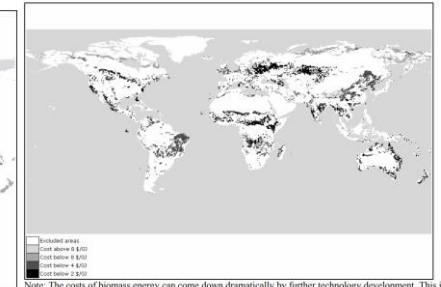 Excluded areas
Cost above 8 $/GJ
Cost below 8 $/GJ
Cost below 4 $/GJ
Cost below 2 $/GJ
Note: The costs of biomass energy can come down dramatically by further technology development. This i